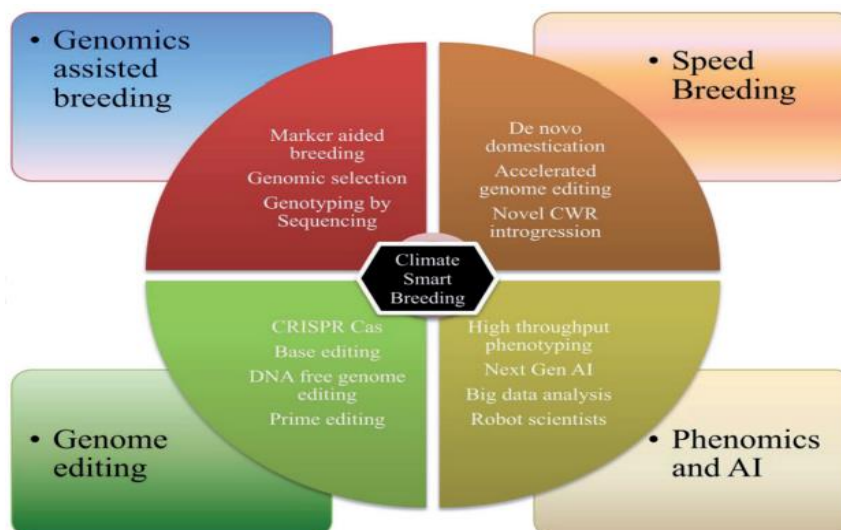 • Genomics
assisted
breeding
• Speed
Breeding
Marker aided
breeding
Genomic selection
Genotyping by
Sequencing
De novo
domestication
Accelerated
genome editing
Novel CWR
introgression
Climate
Smart
Breeding
CRISPR Cas
Base editing
DNA free genome
editing
Prime editing
High throughput
phenotyping
Next Gen AI
Big data analysis
Robot scientists
• Genome
editing
• Phenomics
and AI